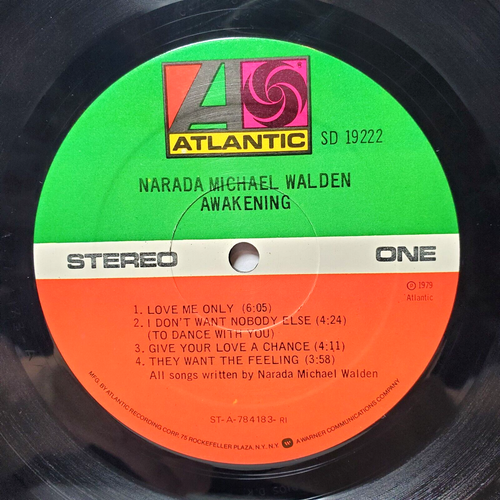 ATLANTIC
SD 19222
NARADA MICHAEL WALDEN
AWAKENING
STEREO
ONE
℗ 1979
Atlantic
1. LOVE ME ONLY (6:05)
2. I DON'T WANT NOBODY ELSE (4:24)
(TO DANCE WITH YOU)
3. GIVE YOUR LOVE A CHANCE (4:11)
4. THEY WANT THE FEELING (3:58)
All songs written by Narada Michael Walden
ST-A-784183- RI
MFG. BY ATLANTIC RECORDING CORP. 75 ROCKEFELLER PLAZA, N.Y. N.Y. A WARNER COMMUNICATIONS COMPANY